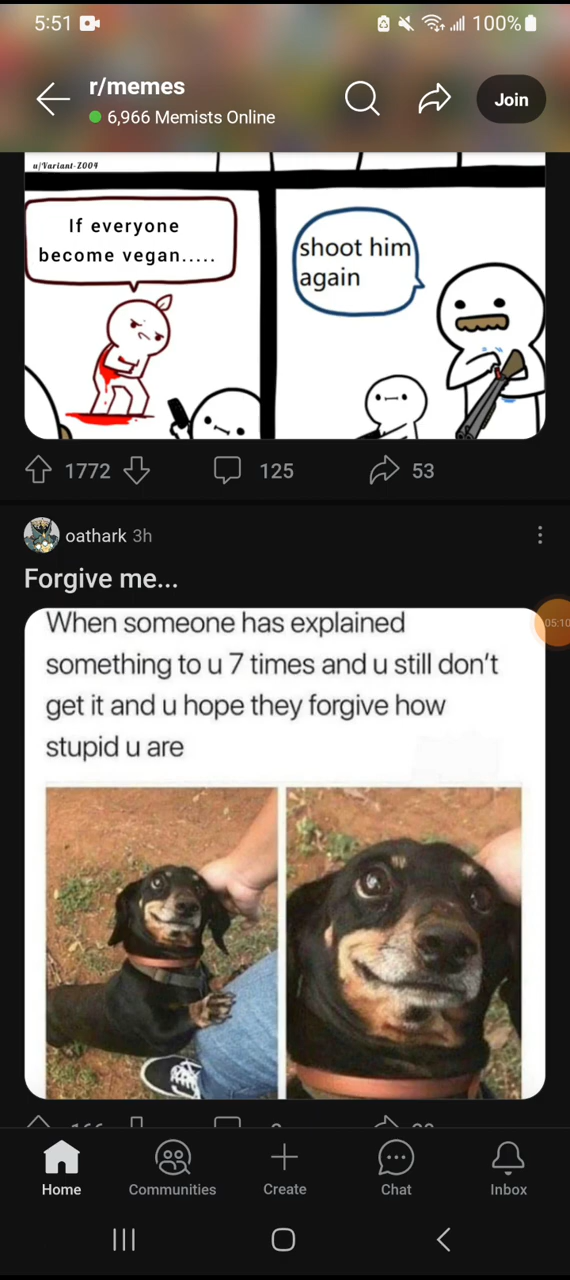 5:51 100%
r/memes
6,966 Memists Online
Join
u/Variant-Z004
If everyone
become vegan.....
shoot him
again
1772 125 53
oathark 3h
Forgive me...
When someone has explained
something to u 7 times and u still don't
get it and u hope they forgive how
stupid u are
05:10
Home Communities Create Chat Inbox